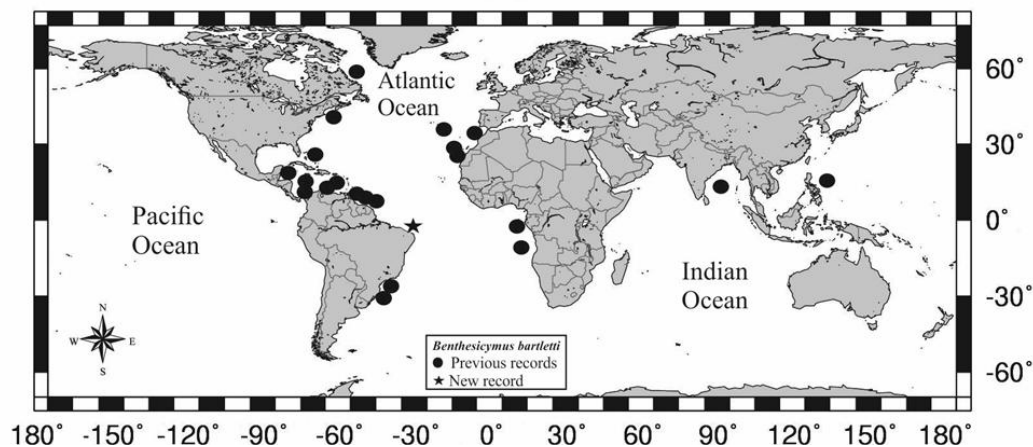 Atlantic
Ocean
60°
30°
Pacific
Ocean
0°
Indian
Ocean
-30°
N
W E
S
Benthesicymus bartletti
Previous records
New record
-60°
180° -150° -120° -90° -60° -30° 0° 30° 60° 90° 120° 150° 180°